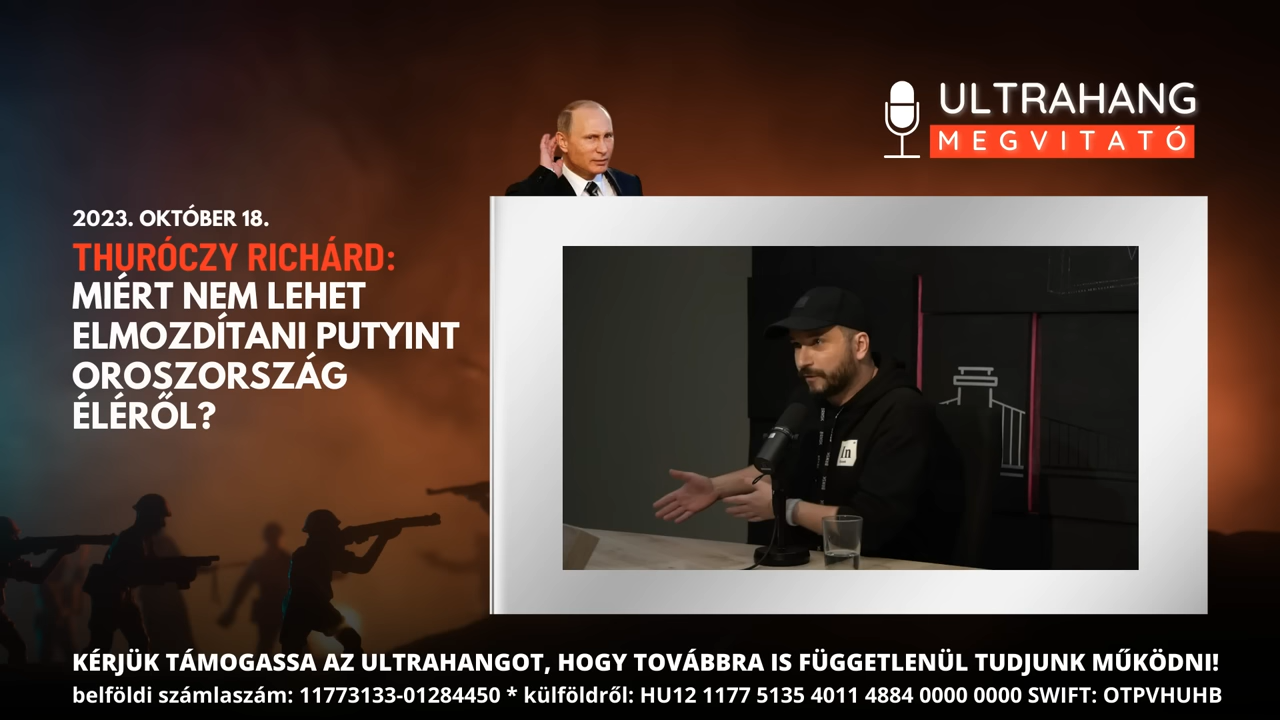 ULTRAHANG
MEGVITATÓ
2023. OKTÓBER 18.
THURÓCZY RICHÁRD:
MIÉRT NEM LEHET
ELMOZDÍTANI PUTYINT
OROSZORSZÁG
ÉLÉRŐL?
In
KÉRJÜK TÁMOGASSA AZ ULTRAHANGOT, HOGY TOVÁBBRA IS FÜGGETLENÜL TUDJUNK MŰKÖDNI!
belföldi számlaszám: 11773133-01284450 * külföldről: HU12 1177 5135 4011 4884 0000 0000 SWIFT: OTPVHUHB